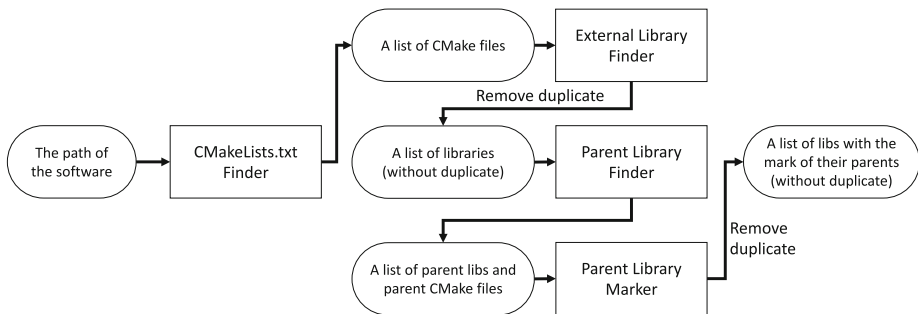 The path of
the software
CMakeLists.txt
Finder
A list of CMake files
External Library
Finder
Remove duplicate
A list of libraries
(without duplicate)
Parent Library
Finder
A list of parent libs and
parent CMake files
Parent Library
Marker
Remove
duplicate
A list of libs with the
mark of their parents
(without duplicate)